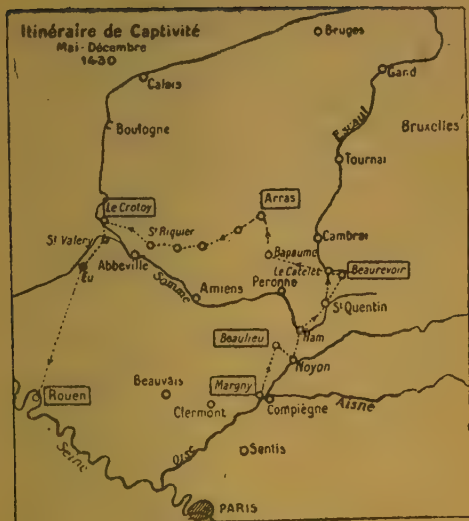 Itinéraire de Captivité
Mai-Décembre
1430
Bruges
Gand
Calais
Boulogne
Escaut
Bruxelles
Tournai
Le Crotoy
St Riquier
Arras
St Valery
Abbeville
Bapaume
Cambrai
Eu
Somme
Amiens
Peronne
Le Catelet
Beaurevoir
St Quentin
Ham
Beaulieu
Noyon
Rouen
Beauvais
Clermont
Margny
Compiègne
Aisne
Seine
Oise
Senlis
PARIS